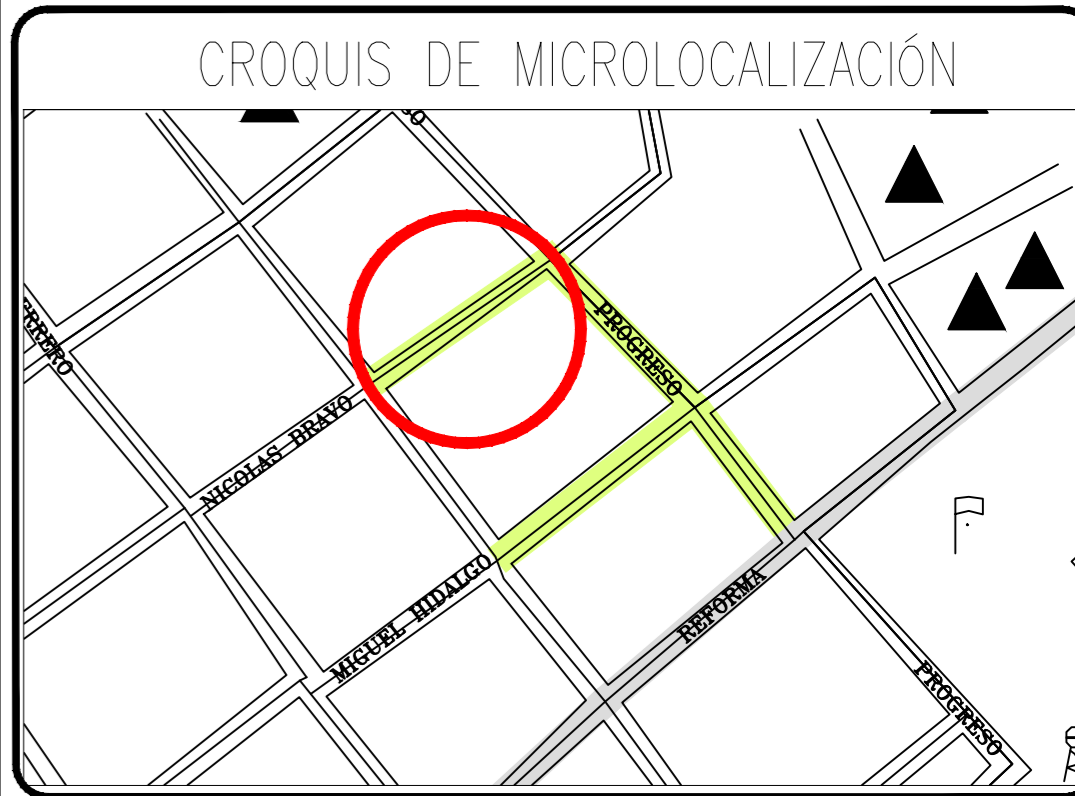 CROQUIS DE MICROLOCALIZACIÓN
PROGRESO
NICOLAS BRAVO
MIGUEL HIDALGO
REFORMA
PROGRESO